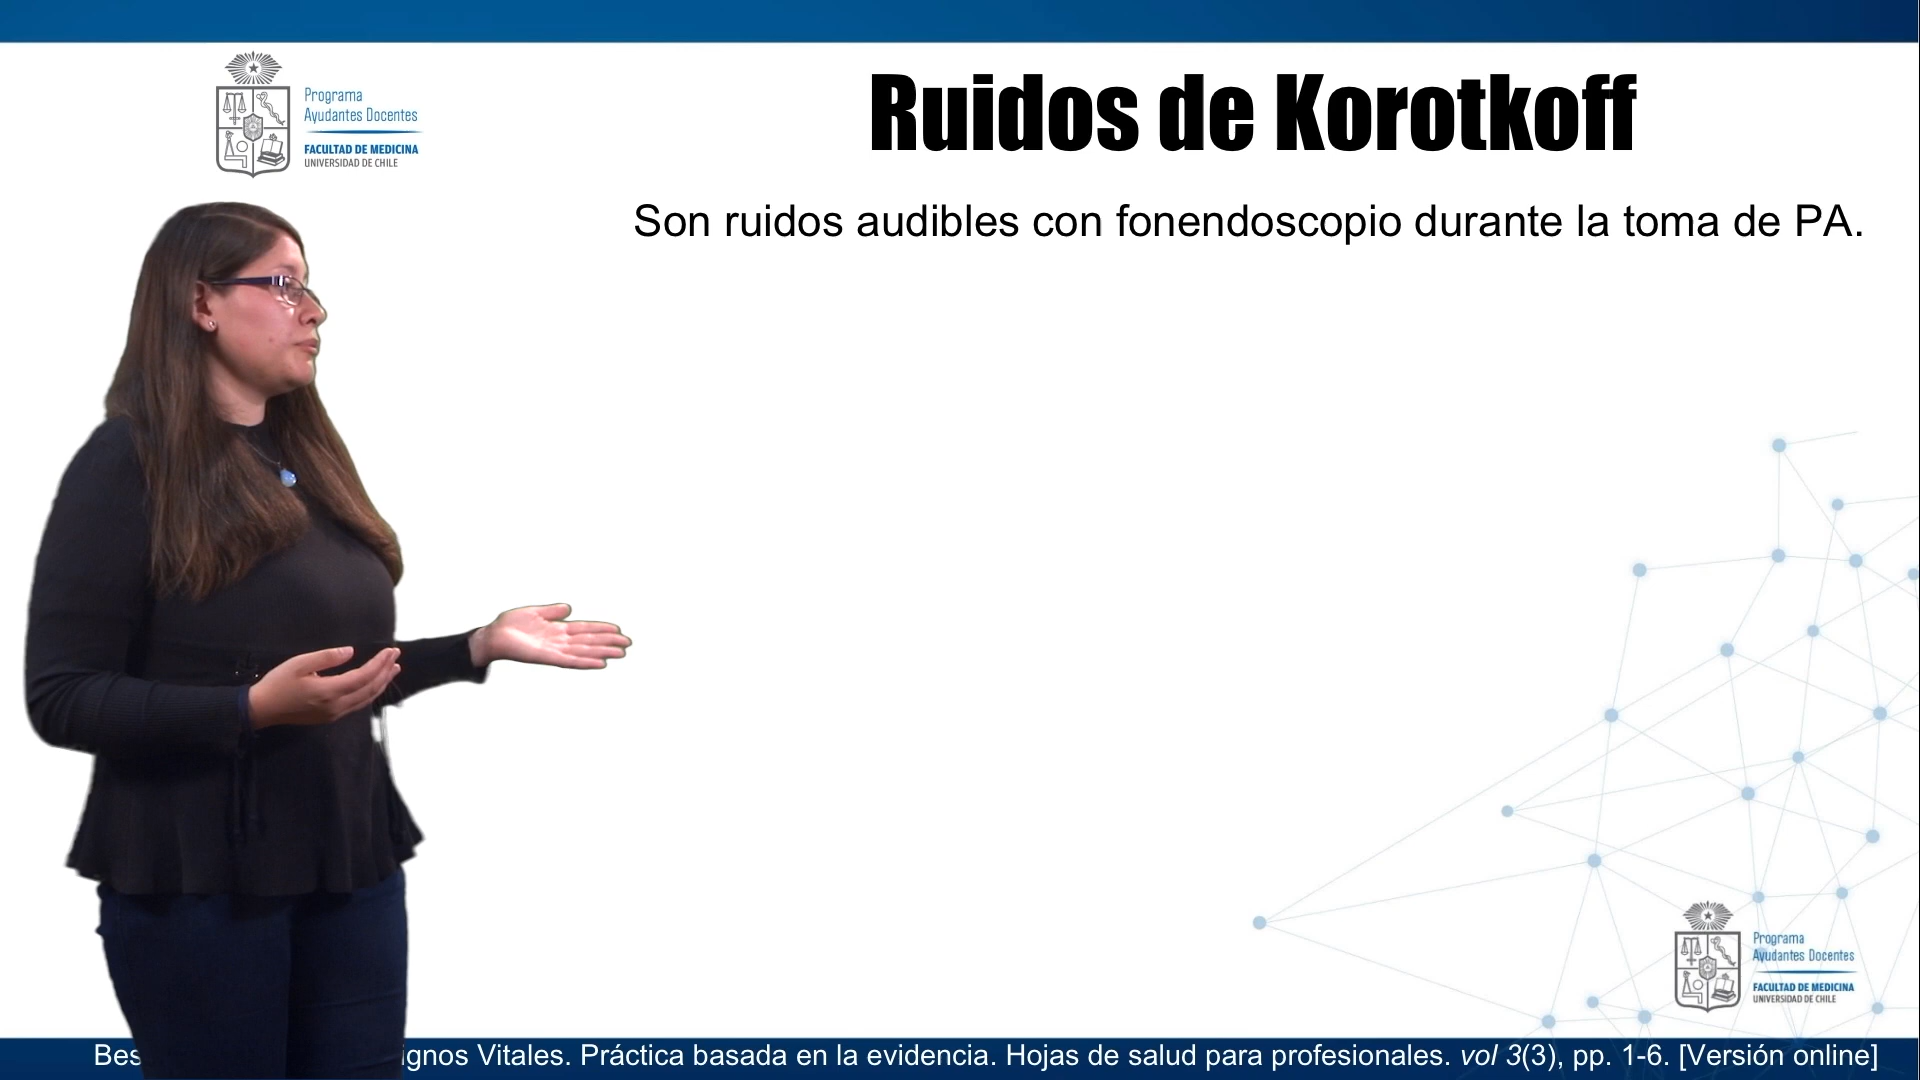 Programa
Ayudantes Docentes
FACULTAD DE MEDICINA
UNIVERSIDAD DE CHILE
Ruidos de Korotkoff
Son ruidos audibles con fonendoscopio durante la toma de PA.
Programa
Ayudantes Docentes
FACULTAD DE MEDICINA
UNIVERSIDAD DE CHILE
Vitales. Práctica basada en la evidencia. Hojas de salud para profesionales. vol 3(3), pp. 1-6. [Versión online]